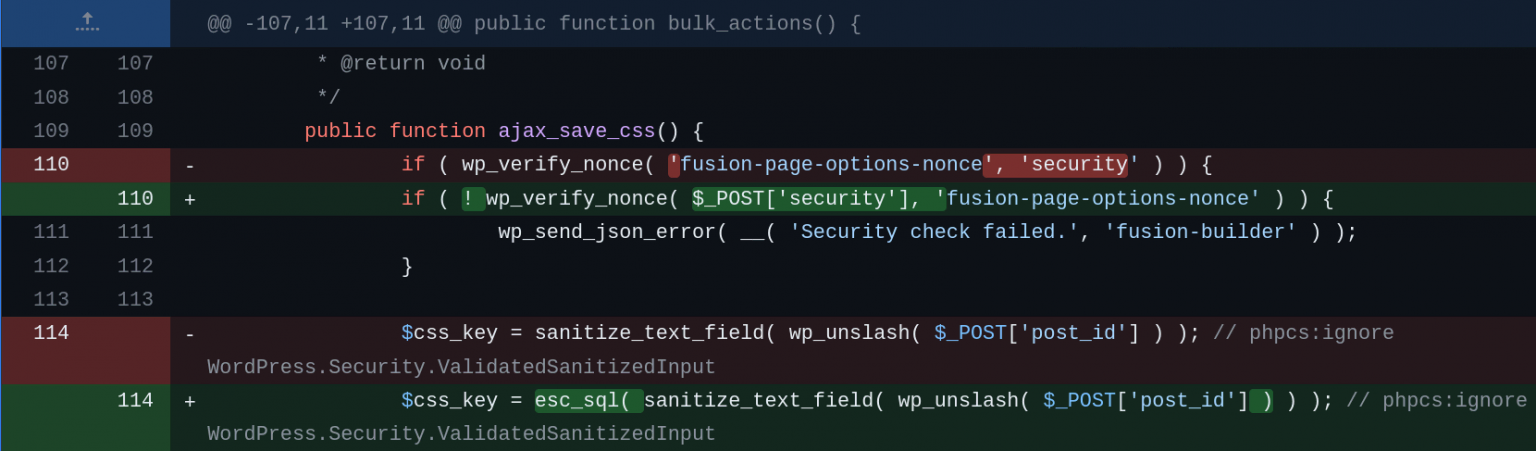 @@ -107,11 +107,11 @@ public function bulk_actions() {
107 107 * @return void
108 108 */
109 109 public function ajax_save_css() {
110 - if ( wp_verify_nonce( 'fusion-page-options-nonce', 'security' ) ) {
110 + if ( ! wp_verify_nonce( $_POST['security'], 'fusion-page-options-nonce' ) ) {
111 111 wp_send_json_error( __( 'Security check failed.', 'fusion-builder' ) );
112 112 }
113 113
114 - $css_key = sanitize_text_field( wp_unslash( $_POST['post_id'] ) ); // phpcs:ignore
WordPress.Security.ValidatedSanitizedInput
114 + $css_key = esc_sql( sanitize_text_field( wp_unslash( $_POST['post_id'] ) ) ); // phpcs:ignore
WordPress.Security.ValidatedSanitizedInput